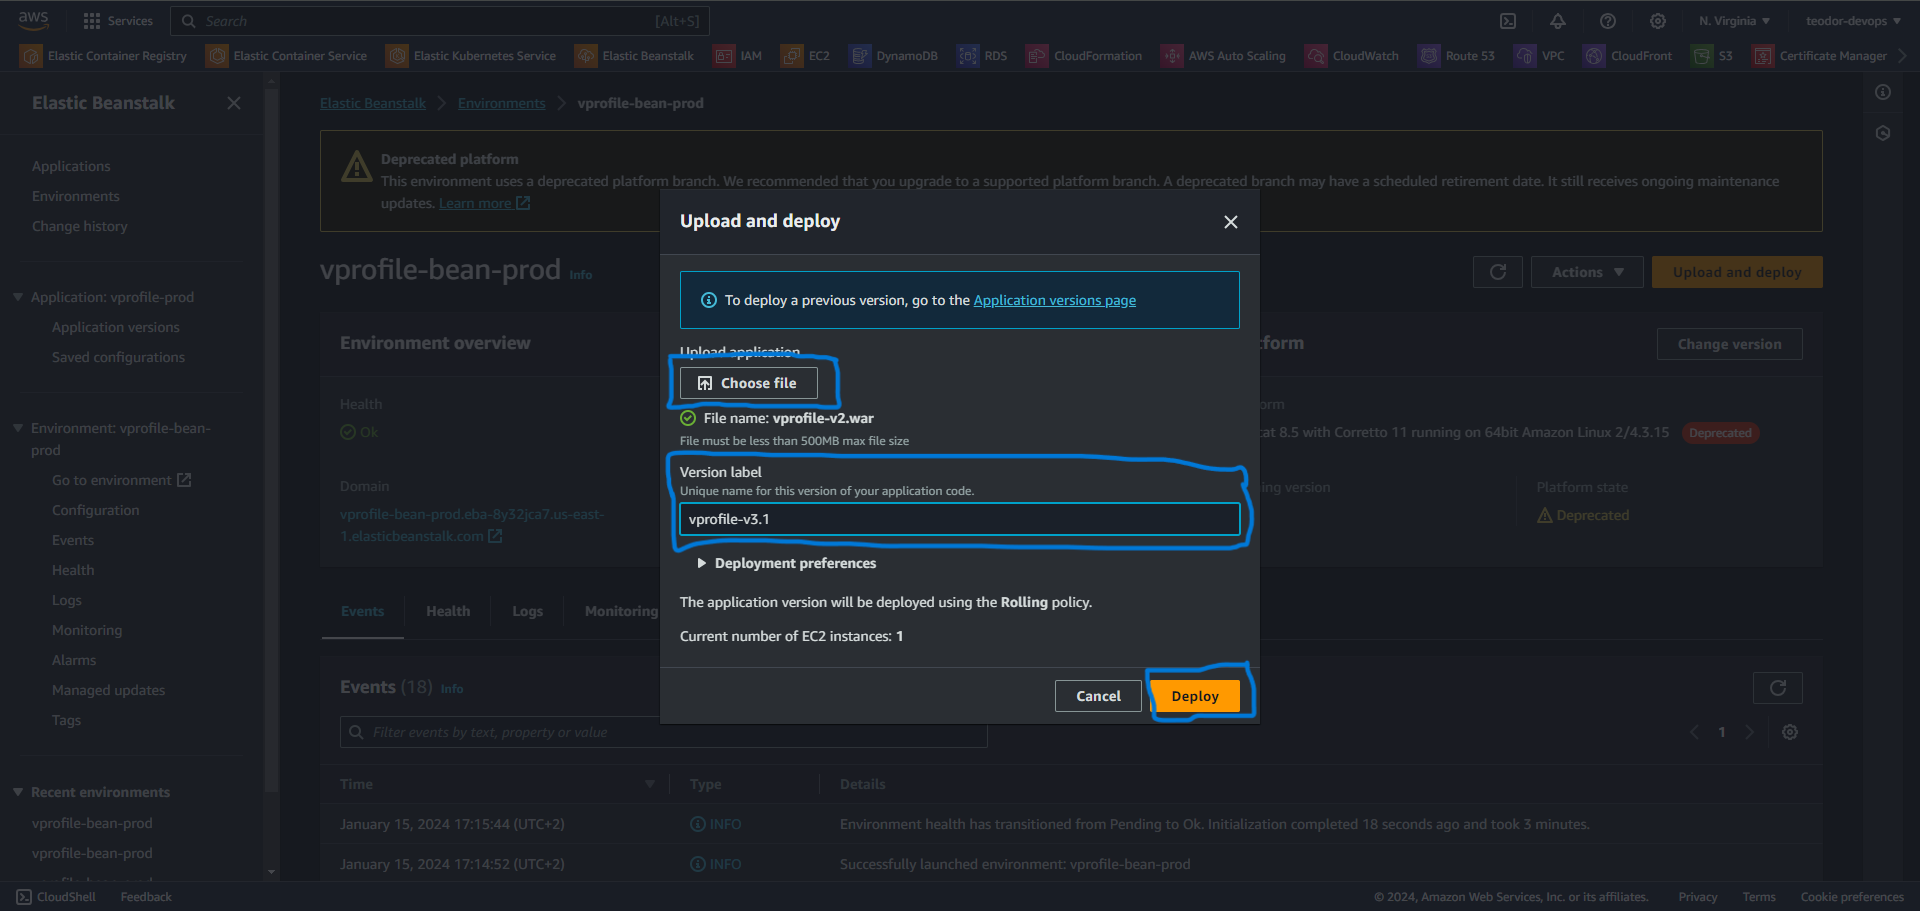 aws
Services
Search
[Alt+S]
N. Virginia
teodor-devops
Elastic Container Registry
Elastic Container Service
Elastic Kubernetes Service
Elastic Beanstalk
IAM
EC2
DynamoDB
RDS
CloudFormation
AWS Auto Scaling
CloudWatch
Route 53
VPC
CloudFront
S3
Certificate Manager
Elastic Beanstalk
Applications
Environments
Change history
Application: vprofile-prod
Application versions
Saved configurations
Environment: vprofile-bean-
prod
Go to environment
Configuration
Events
Health
Logs
Monitoring
Alarms
Managed updates
Tags
Recent environments
vprofile-bean-prod
vprofile-bean-prod
Elastic Beanstalk
Environments
vprofile-bean-prod
Deprecated platform
This environment uses a deprecated platform branch. We recommended that you upgrade to a supported platform branch. A deprecated branch may have a scheduled retirement date. It still receives ongoing maintenance
updates. Learn more
vprofile-bean-prod Info
Actions
Upload and deploy
Environment overview
Health
Ok
Domain
vprofile-bean-prod.eba-8y32jca7.us-east-
1.elasticbeanstalk.com
form
Change version
orm
cat 8.5 with Corretto 11 running on 64bit Amazon Linux 2/4.3.15
Deprecated
ing version
Platform state
Deprecated
Upload and deploy
To deploy a previous version, go to the Application versions page
Upload application
Choose file
File name: vprofile-v2.war
File must be less than 500MB max file size
Version label
Unique name for this version of your application code.
vprofile-v3.1
Deployment preferences
The application version will be deployed using the Rolling policy.
Current number of EC2 instances: 1
Cancel
Deploy
Events
Health
Logs
Monitoring
Events (18) Info
Filter events by text, property or value
1
Time
Type
Details
January 15, 2024 17:15:44 (UTC+2)
INFO
Environment health has transitioned from Pending to Ok. Initialization completed 18 seconds ago and took 3 minutes.
January 15, 2024 17:14:52 (UTC+2)
INFO
Successfully launched environment: vprofile-bean-prod
CloudShell
Feedback
© 2024, Amazon Web Services, Inc. or its affiliates.
Privacy
Terms
Cookie preferences